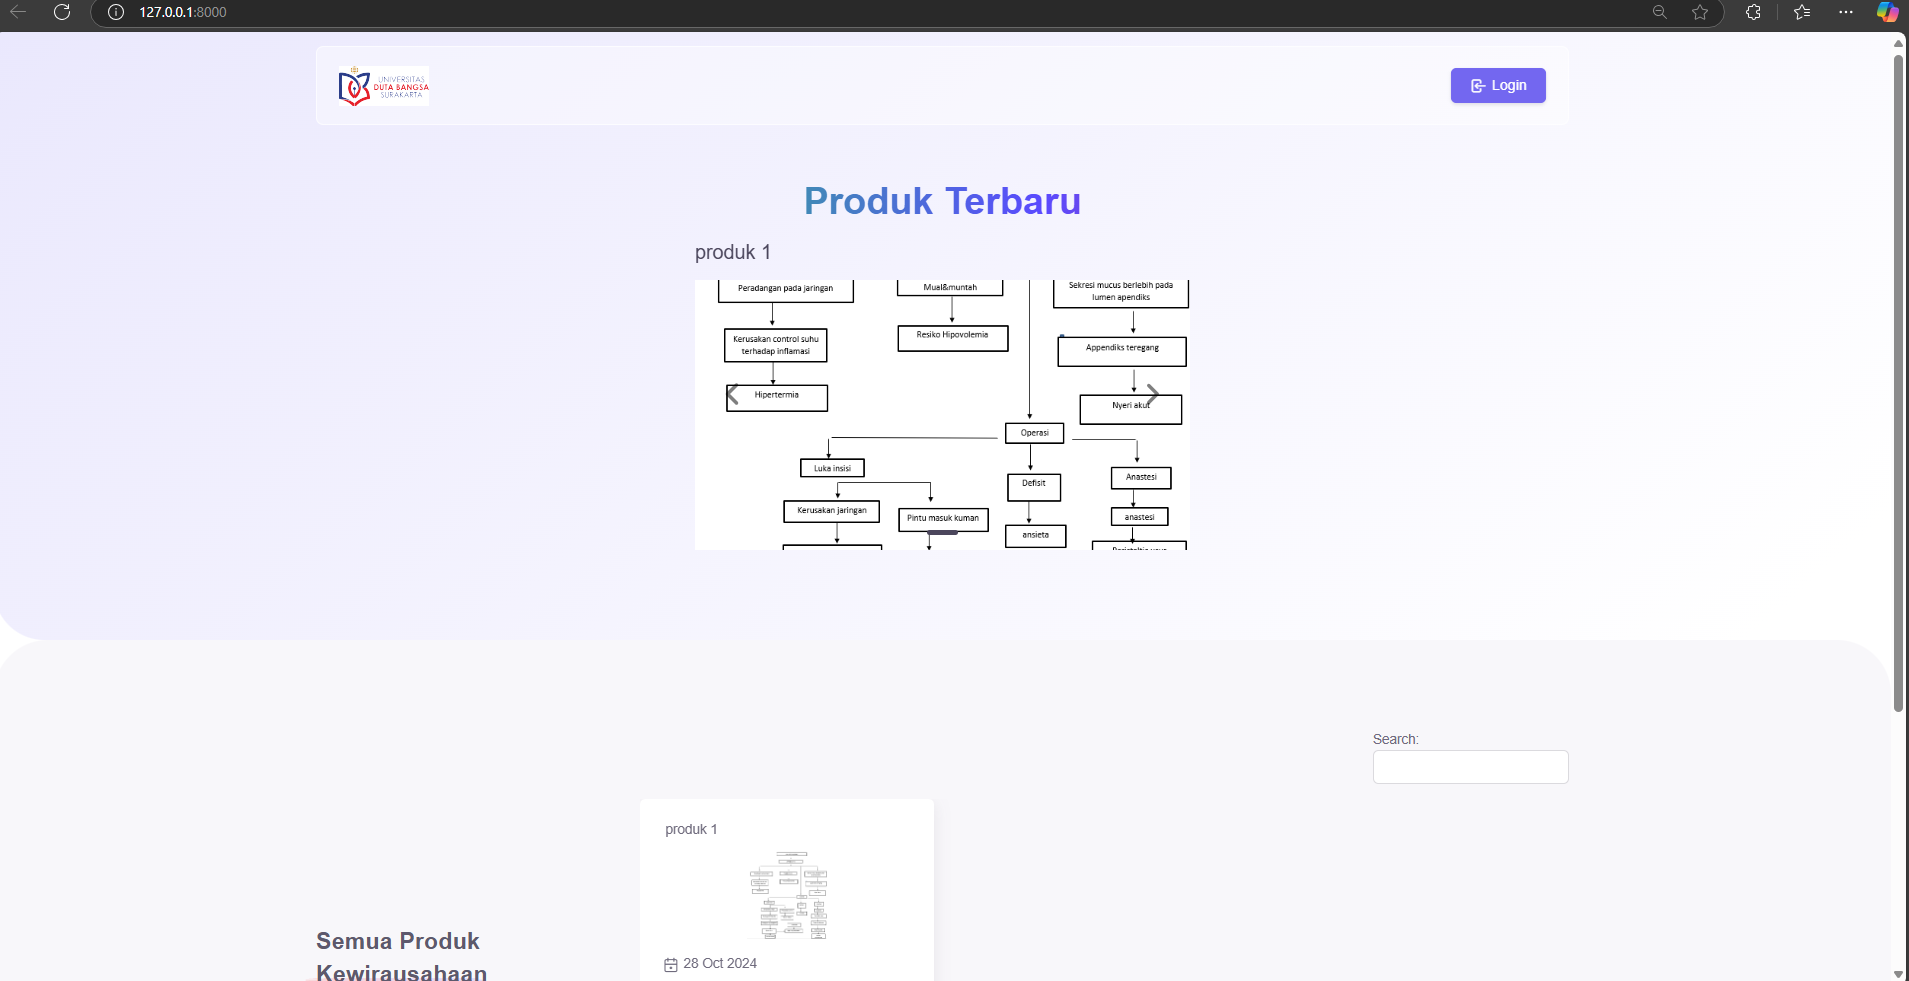 127.0.0.1:8000
UNIVERSITAS
DUTA BANGSA
SURAKARTA
Login
Produk Terbaru
produk 1
Peradangan pada jaringan
Mual&muntah
Sekresi mucus berlebih pada
lumen apendiks
Kerusakan control suhu
terhadap inflamasi
Resiko Hipovolemia
Appendiks teregang
Hipertermia
Nyeri akut
Operasi
Luka insisi
Defisit
Anastesi
Kerusakan jaringan
Pintu masuk kuman
anastesi
ansieta
Search:
produk 1
28 Oct 2024
Semua Produk
Kewirausahaan